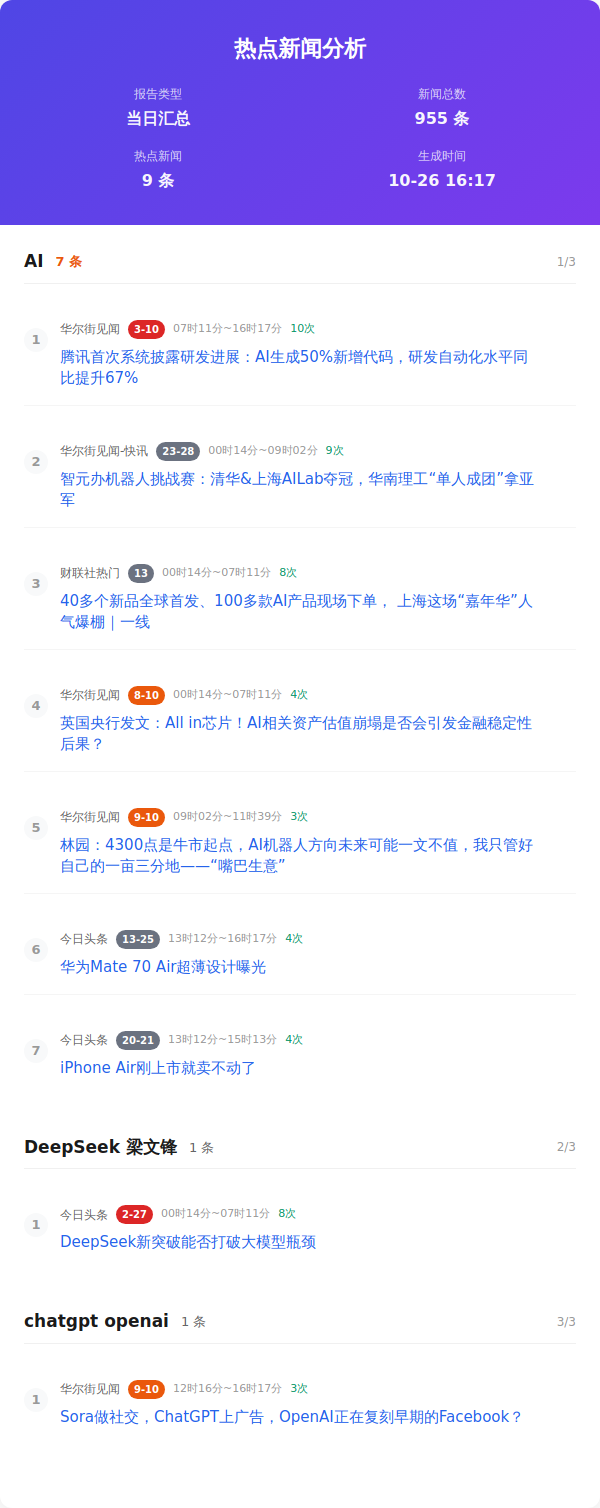 热点新闻分析
报告类型
当日汇总
新闻总数
955 条
热点新闻
9 条
生成时间
10-26 16:17
AI 7 条 1/3
1 华尔街见闻 3-10 07时11分~16时17分 10次
腾讯首次系统披露研发进展：AI生成50%新增代码，研发自动化水平同
比提升67%
2 华尔街见闻-快讯 23-28 00时14分~09时02分 9次
智元办机器人挑战赛：清华&上海AILab夺冠，华南理工“单人成团”拿亚
军
3 财联社热门 13 00时14分~07时11分 8次
40多个新品全球首发、100多款AI产品现场下单， 上海这场“嘉年华”人
气爆棚｜一线
4 华尔街见闻 8-10 00时14分~07时11分 4次
英国央行发文：All in芯片！AI相关资产估值崩塌是否会引发金融稳定性
后果？
5 华尔街见闻 9-10 09时02分~11时39分 3次
林园：4300点是牛市起点，AI机器人方向未来可能一文不值，我只管好
自己的一亩三分地——“嘴巴生意”
6 今日头条 13-25 13时12分~16时17分 4次
华为Mate 70 Air超薄设计曝光
7 今日头条 20-21 13时12分~15时13分 4次
iPhone Air刚上市就卖不动了
DeepSeek 梁文锋 1 条 2/3
1 今日头条 2-27 00时14分~07时11分 8次
DeepSeek新突破能否打破大模型瓶颈
chatgpt openai 1 条 3/3
1 华尔街见闻 9-10 12时16分~16时17分 3次
Sora做社交，ChatGPT上广告，OpenAI正在复刻早期的Facebook？